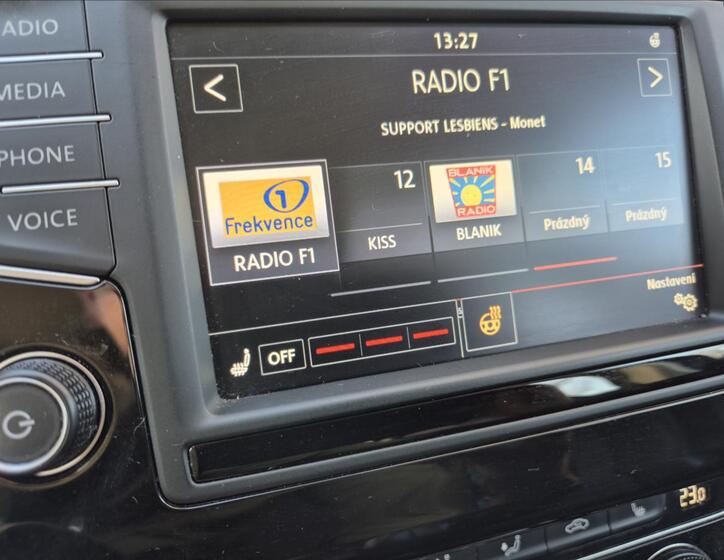 ADIO
MEDIA
PHONE
VOICE
13:27
RADIO F1
SUPPORT LESBIENS - Monet
1
Frekvence
RADIO F1
12
KISS
BLANIK
RADIO
BLANIK
14
Prázdný
15
Prázdný
Nastavení
OFF
23.0